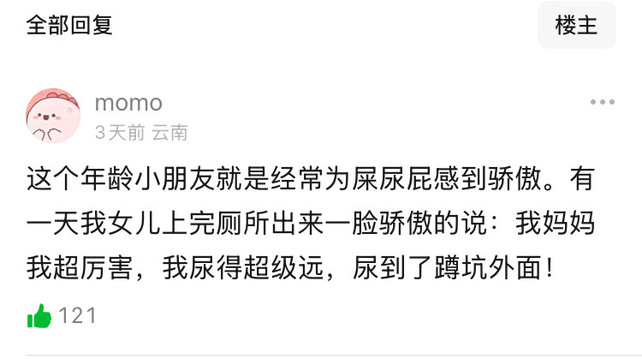 全部回复
楼主
momo
3天前 云南
这个年龄小朋友就是经常为屎尿屁感到骄傲。有
一天我女儿上完厕所出来一脸骄傲的说：我妈妈
我超厉害，我尿得超级远，尿到了蹲坑外面！
121